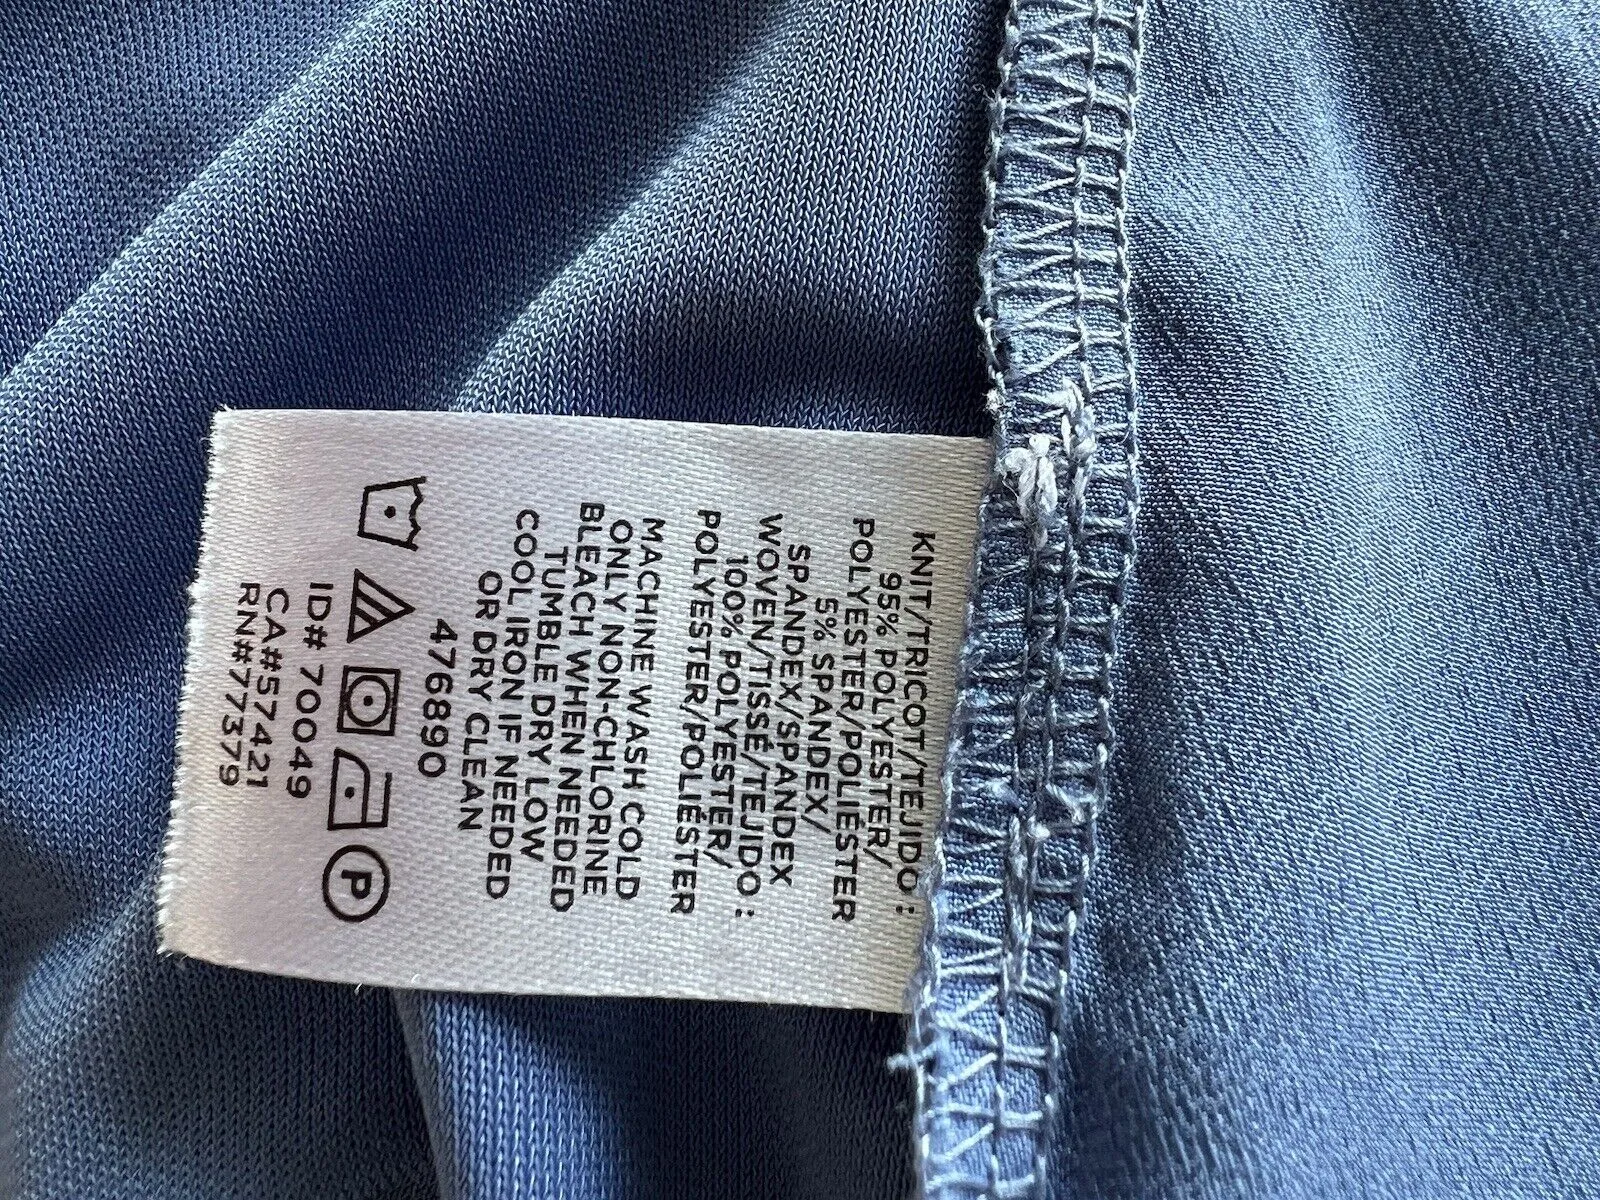 KNIT/TRICOT/TEJIDO:
95% POLYESTER/
POLYESTER/POLIÉSTER
5% SPANDEX/
SPANDEX/SPANDEX
WOVEN/TISSÉ/TEJIDO:
100% POLYESTER/
POLYESTER/POLIÉSTER
MACHINE WASH COLD
ONLY NON-CHLORINE
BLEACH WHEN NEEDED
TUMBLE DRY LOW
COOL IRON IF NEEDED
OR DRY CLEAN
476890
P
ID# 70049
CA#57421
RN#77379